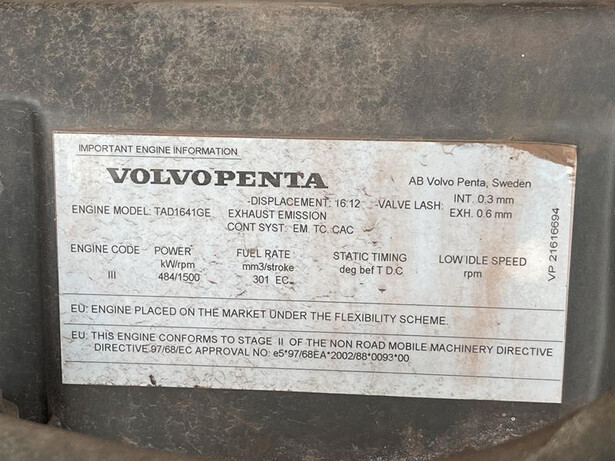 IMPORTANT ENGINE INFORMATION
VOLVO PENTA
AB Volvo Penta, Sweden
DISPLACEMENT: 16.12
VALVE LASH: INT. 0.3 mm
ENGINE MODEL: TAD1641GE EXHAUST EMISSION EXH. 0.6 mm
CONT SYST: EM. TC. CAC
ENGINE CODE POWER FUEL RATE STATIC TIMING LOW IDLE SPEED
kW/rpm mm3/stroke deg bef T D C rpm
III 484/1500 301 EC
EU: ENGINE PLACED ON THE MARKET UNDER THE FLEXIBILITY SCHEME.
EU: THIS ENGINE CONFORMS TO STAGE II OF THE NON ROAD MOBILE MACHINERY DIRECTIVE
DIRECTIVE 97/68/EC APPROVAL NO: e5*97/68EA*2002/88*0093*00
VP 21616694